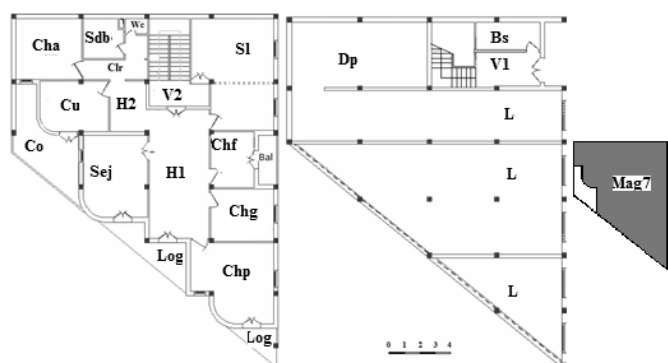 Cha
Sdb
Wc
Sl
Clr
Cu
H2
V2
Co
Sej
H1
Chf
Bal
Chg
Log
Chp
Log
Dp
Bs
V1
L
L
L
Mag7
0 1 2 3 4